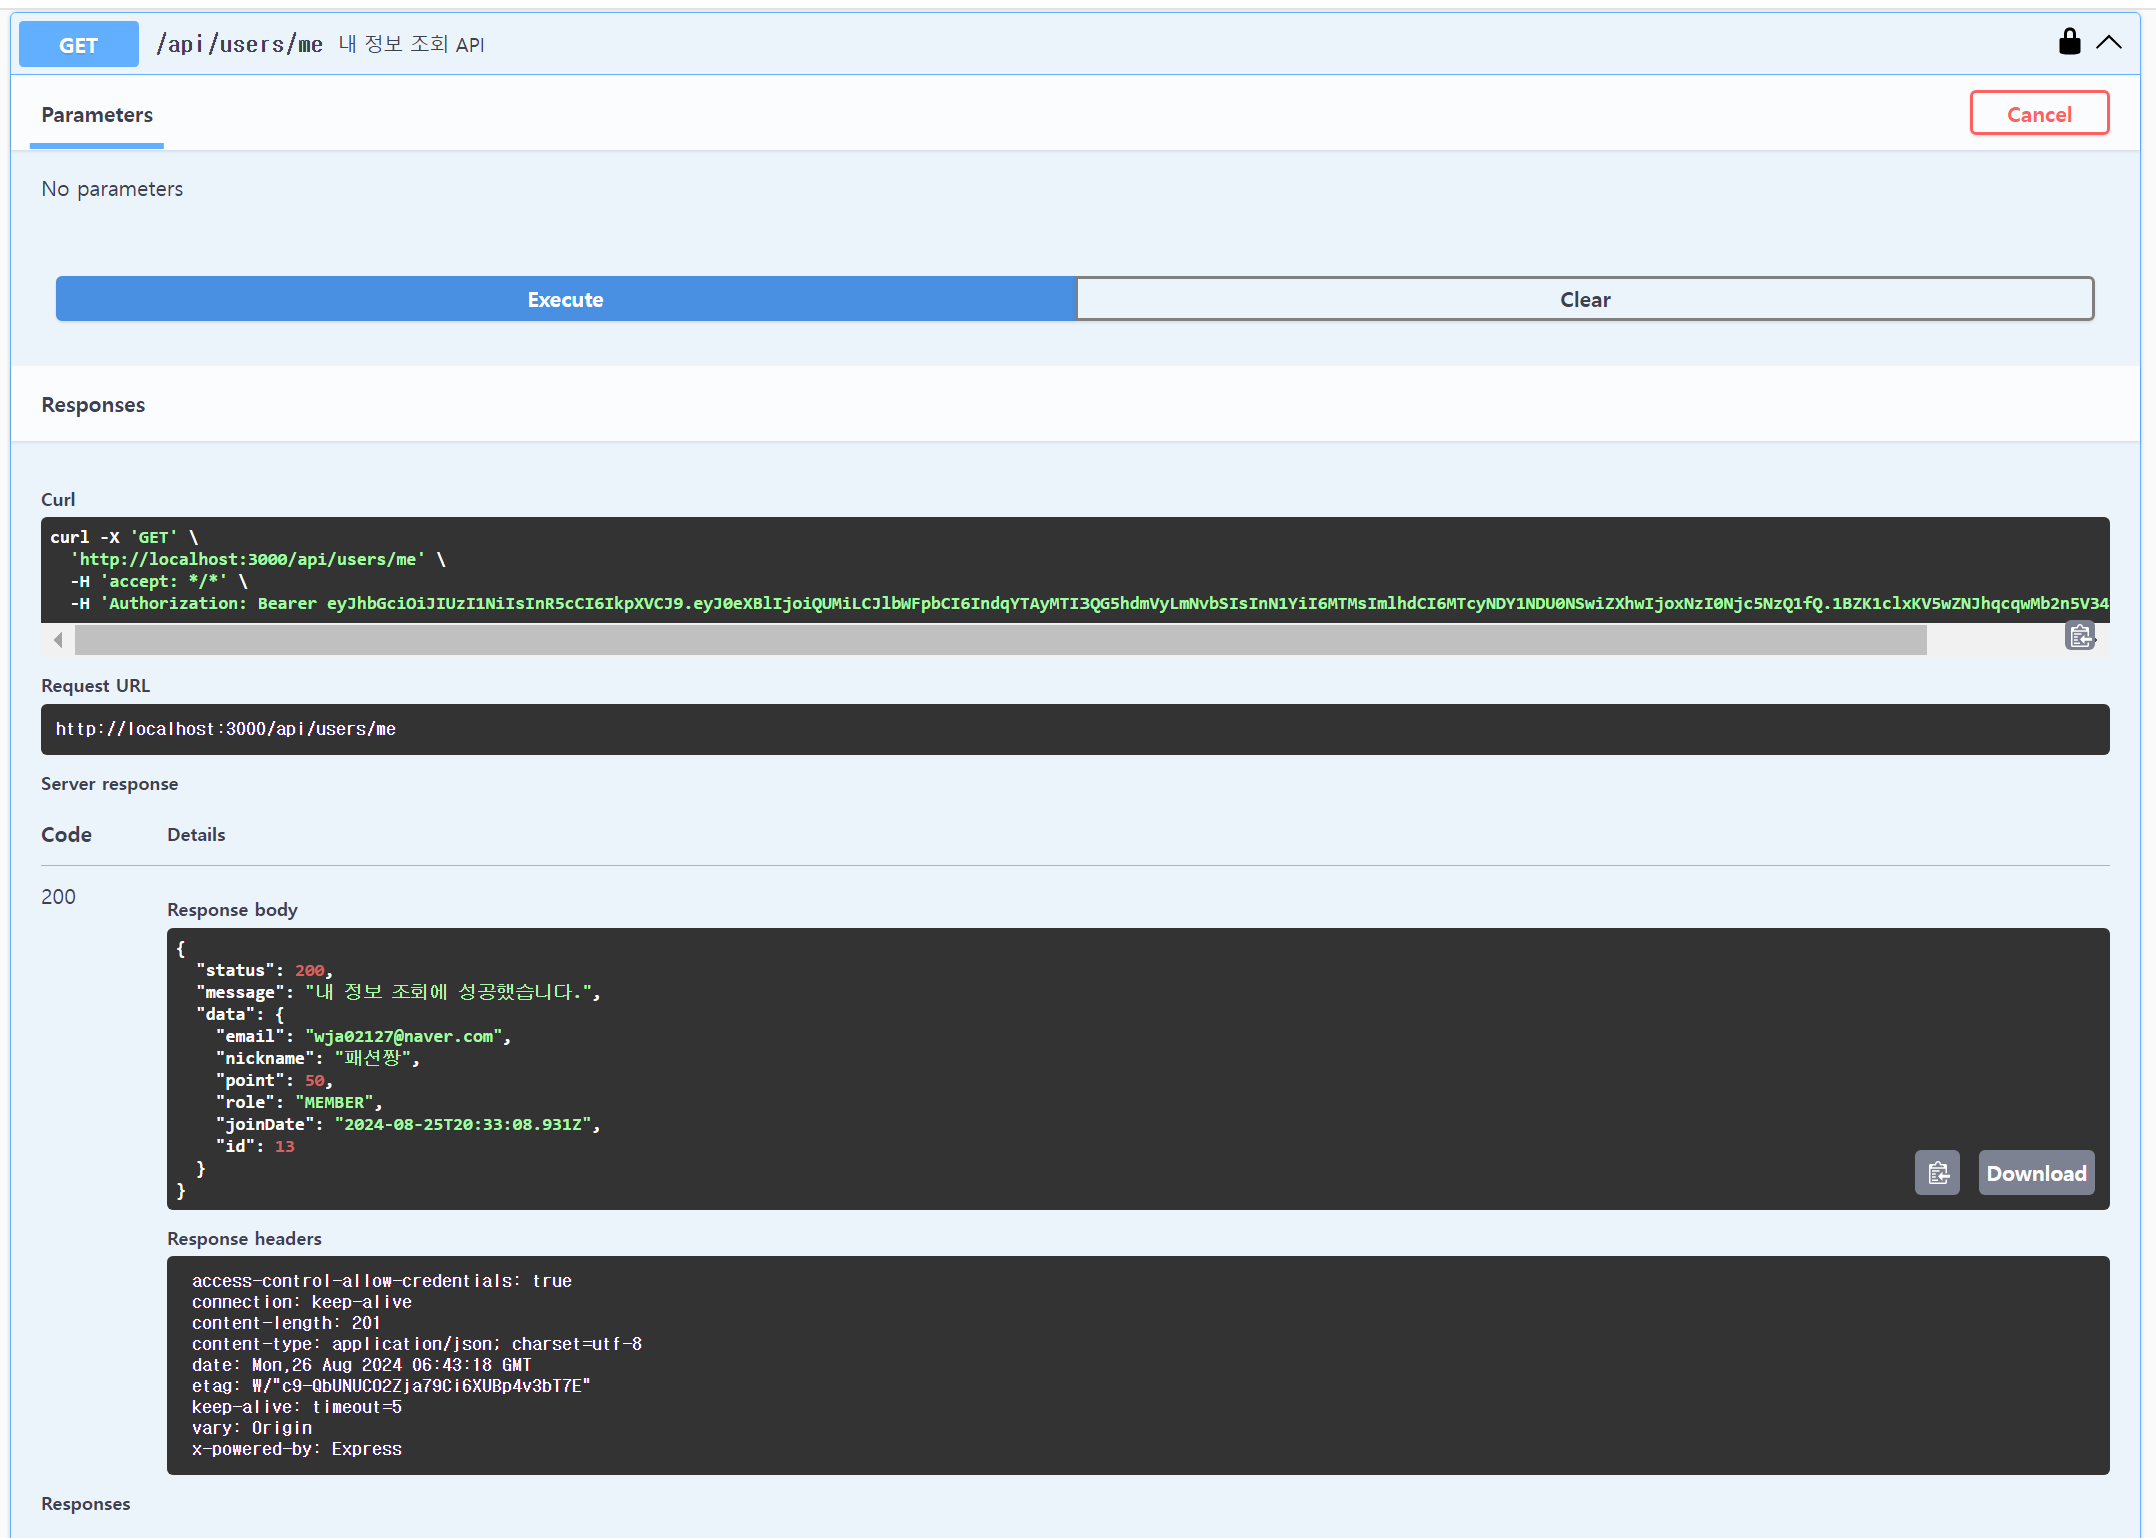 GET /api/users/me 내 정보 조회 API
Parameters
Cancel
No parameters
Execute
Clear
Responses
Curl
curl -X 'GET' \
'http://localhost:3000/api/users/me' \
-H 'accept: */*' \
-H 'Authorization: Bearer eyJhbGciOiJIUzI1NiIsInR5cCI6IkpXVCJ9.eyJ0eXBlIjoiQUMiLCJlbWFpbCI6IndqYTAyMTI3QG5hdmVyLmNvbSIsInN1YiI6MTMsImlhdCI6MTcyNDY1NDU0NSwiZXhwIjoxNzI0Njc5NzQ1fQ.1BZK1clxKV5wZNJhqcqwMb2n5V34
Request URL
http://localhost:3000/api/users/me
Server response
Code Details
200
Response body
{
"status": 200,
"message": "내 정보 조회에 성공했습니다.",
"data": {
"email": "wja02127@naver.com",
"nickname": "패션짱",
"point": 50,
"role": "MEMBER",
"joinDate": "2024-08-25T20:33:08.931Z",
"id": 13
}
}
Download
Response headers
access-control-allow-credentials: true
connection: keep-alive
content-length: 201
content-type: application/json; charset=utf-8
date: Mon,26 Aug 2024 06:43:18 GMT
etag: W/"c9-QbUNUCO2Zja79Ci6XUBp4v3bT7E"
keep-alive: timeout=5
vary: Origin
x-powered-by: Express
Responses